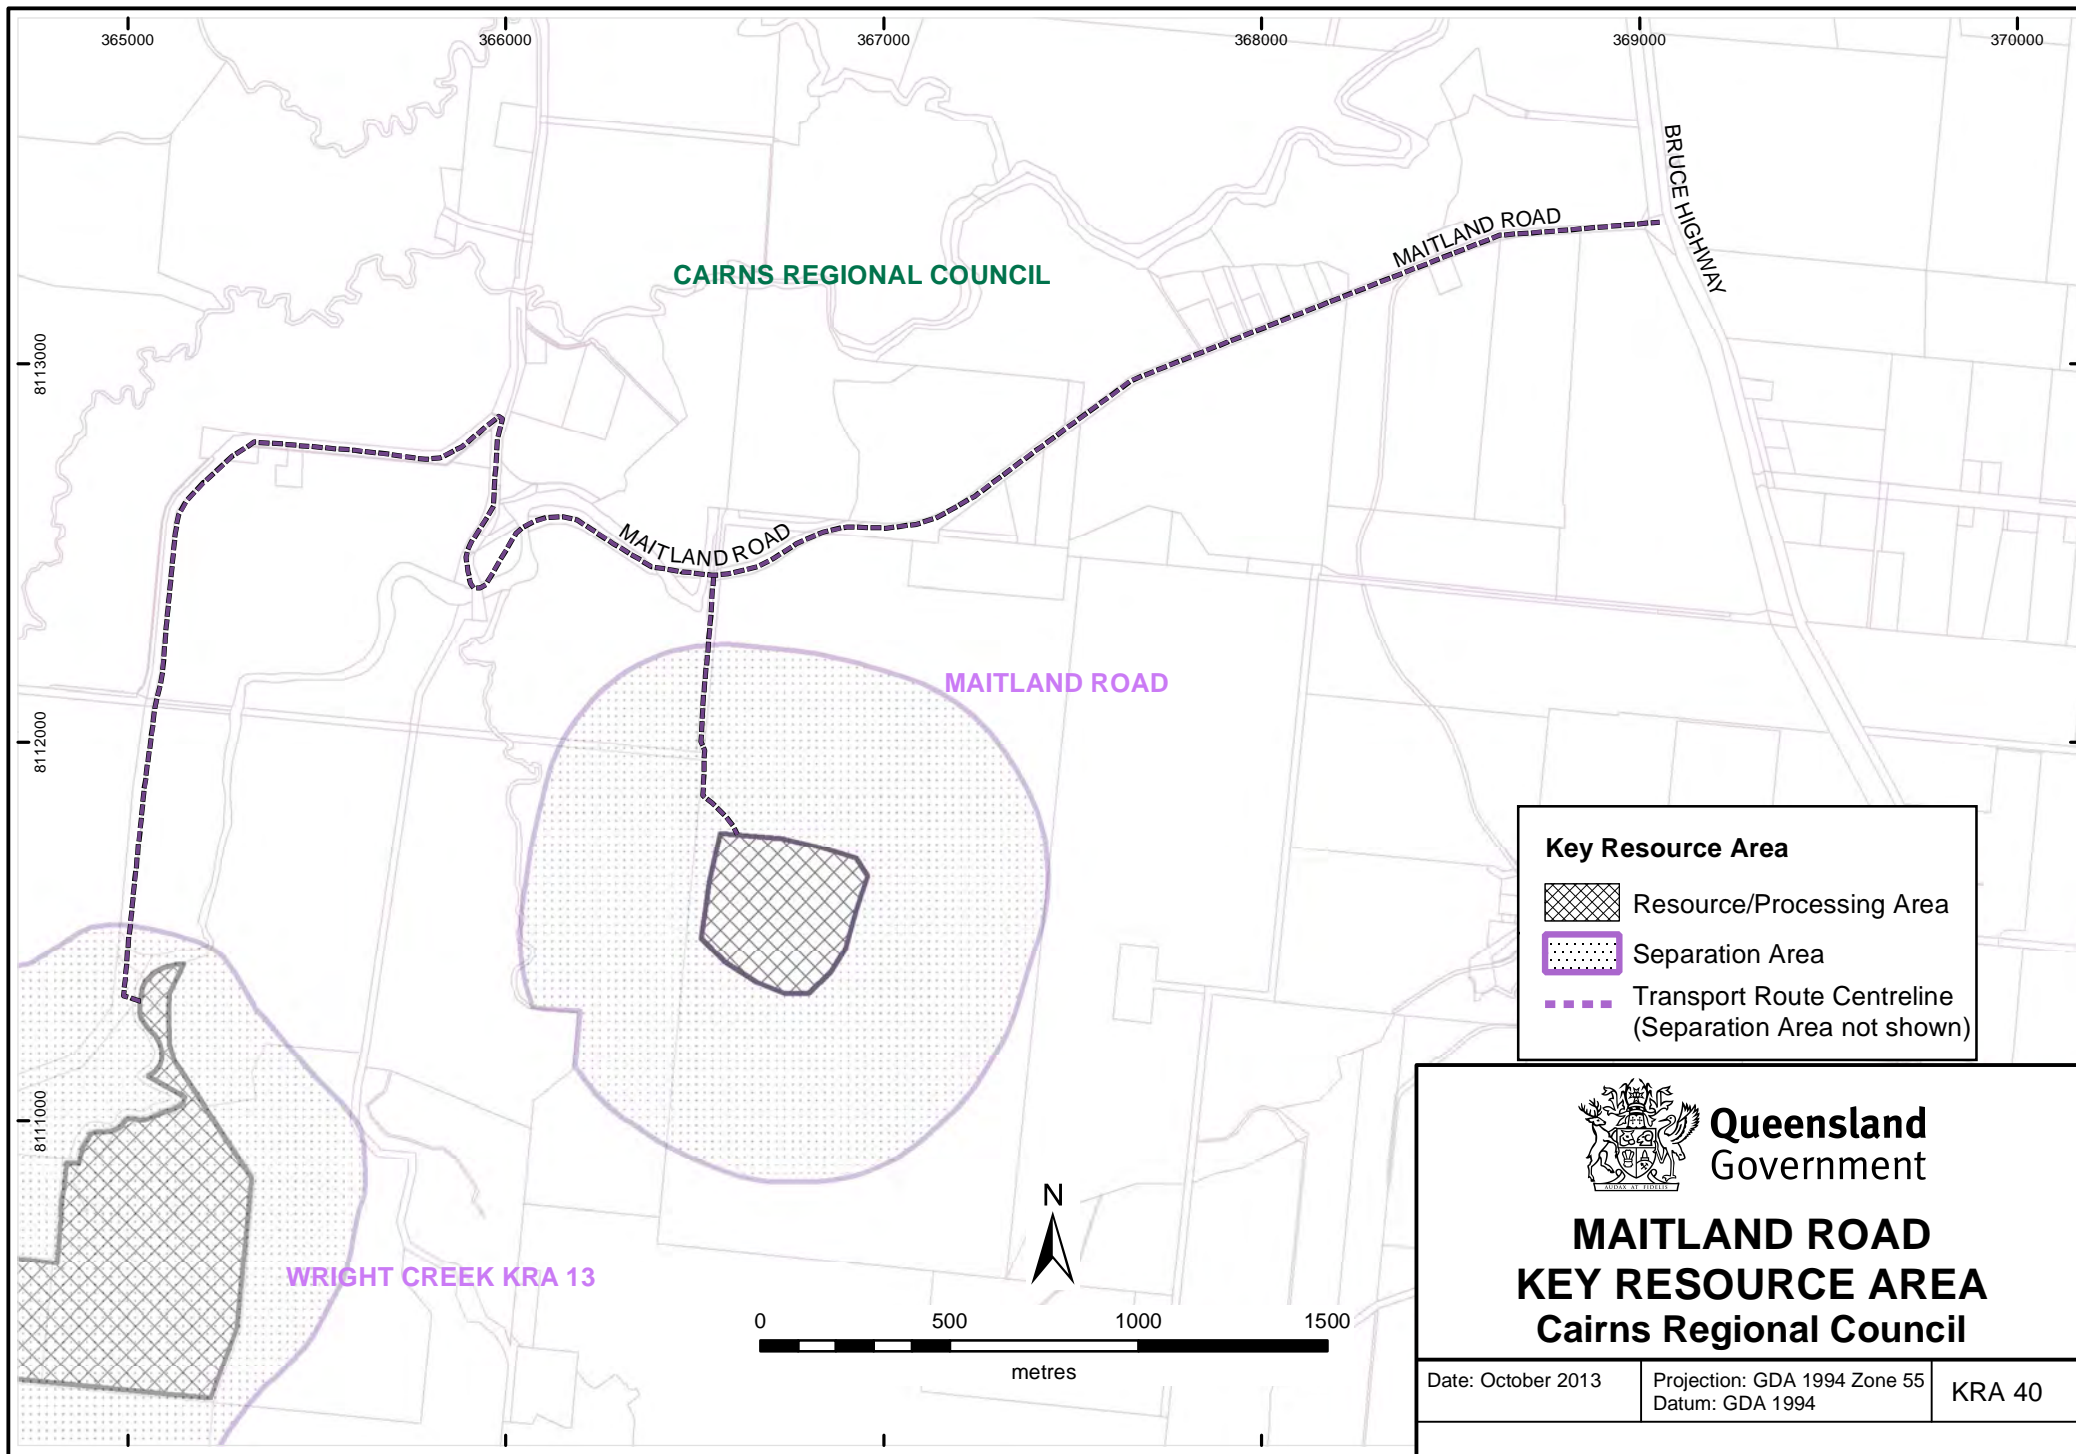 365000
366000
367000
368000
369000
370000
BRUCE HIGHWAY
MAITLAND ROAD
CAIRNS REGIONAL COUNCIL
8113000
MAITLAND ROAD
MAITLAND ROAD
8112000
Key Resource Area
Resource/Processing Area
Separation Area
Transport Route Centreline
(Separation Area not shown)
8111000
WRIGHT CREEK KRA 13
N
0 500 1000 1500
metres
AUDAX AT FIDELIS
Queensland
Government
MAITLAND ROAD
KEY RESOURCE AREA
Cairns Regional Council
Date: October 2013
Projection: GDA 1994 Zone 55
Datum: GDA 1994
KRA 40